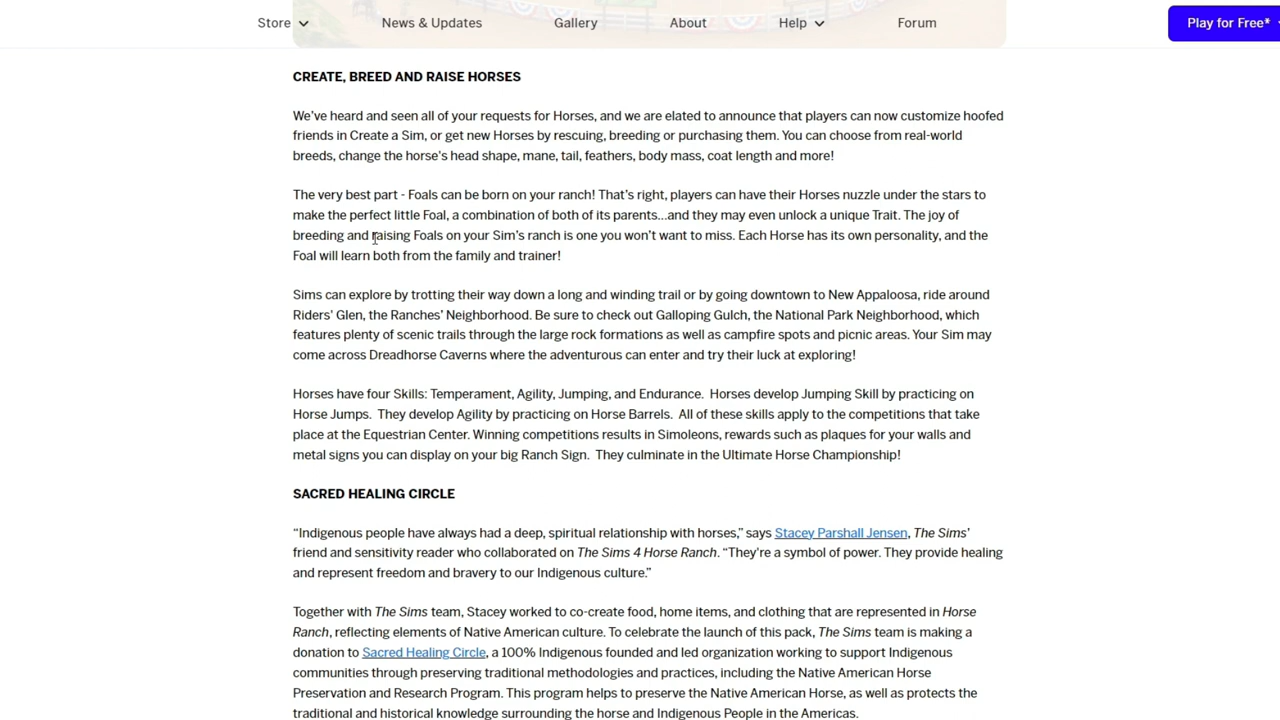 Store
News & Updates
Gallery
About
Help
Forum
Play for Free*
CREATE, BREED AND RAISE HORSES
We've heard and seen all of your requests for Horses, and we are elated to announce that players can now customize hoofed
friends in Create a Sim, or get new Horses by rescuing, breeding or purchasing them. You can choose from real-world
breeds, change the horse's head shape, mane, tail, feathers, body mass, coat length and more!
The very best part - Foals can be born on your ranch! That's right, players can have their Horses nuzzle under the stars to
make the perfect little Foal, a combination of both of its parents…and they may even unlock a unique Trait. The joy of
breeding and raising Foals on your Sim's ranch is one you won't want to miss. Each Horse has its own personality, and the
Foal will learn both from the family and trainer!
Sims can explore by trotting their way down a long and winding trail or by going downtown to New Appaloosa, ride around
Riders' Glen, the Ranches' Neighborhood. Be sure to check out Galloping Gulch, the National Park Neighborhood, which
features plenty of scenic trails through the large rock formations as well as campfire spots and picnic areas. Your Sim may
come across Dreadhorse Caverns where the adventurous can enter and try their luck at exploring!
Horses have four Skills: Temperament, Agility, Jumping, and Endurance.  Horses develop Jumping Skill by practicing on
Horse Jumps.  They develop Agility by practicing on Horse Barrels.  All of these skills apply to the competitions that take
place at the Equestrian Center. Winning competitions results in Simoleons, rewards such as plaques for your walls and
metal signs you can display on your big Ranch Sign.  They culminate in the Ultimate Horse Championship!
SACRED HEALING CIRCLE
“Indigenous people have always had a deep, spiritual relationship with horses,” says Stacey Parshall Jensen, The Sims’
friend and sensitivity reader who collaborated on The Sims 4 Horse Ranch. “They're a symbol of power. They provide healing
and represent freedom and bravery to our Indigenous culture.”
Together with The Sims team, Stacey worked to co-create food, home items, and clothing that are represented in Horse
Ranch, reflecting elements of Native American culture. To celebrate the launch of this pack, The Sims team is making a
donation to Sacred Healing Circle, a 100% Indigenous founded and led organization working to support Indigenous
communities through preserving traditional methodologies and practices, including the Native American Horse
Preservation and Research Program. This program helps to preserve the Native American Horse, as well as protects the
traditional and historical knowledge surrounding the horse and Indigenous People in the Americas.